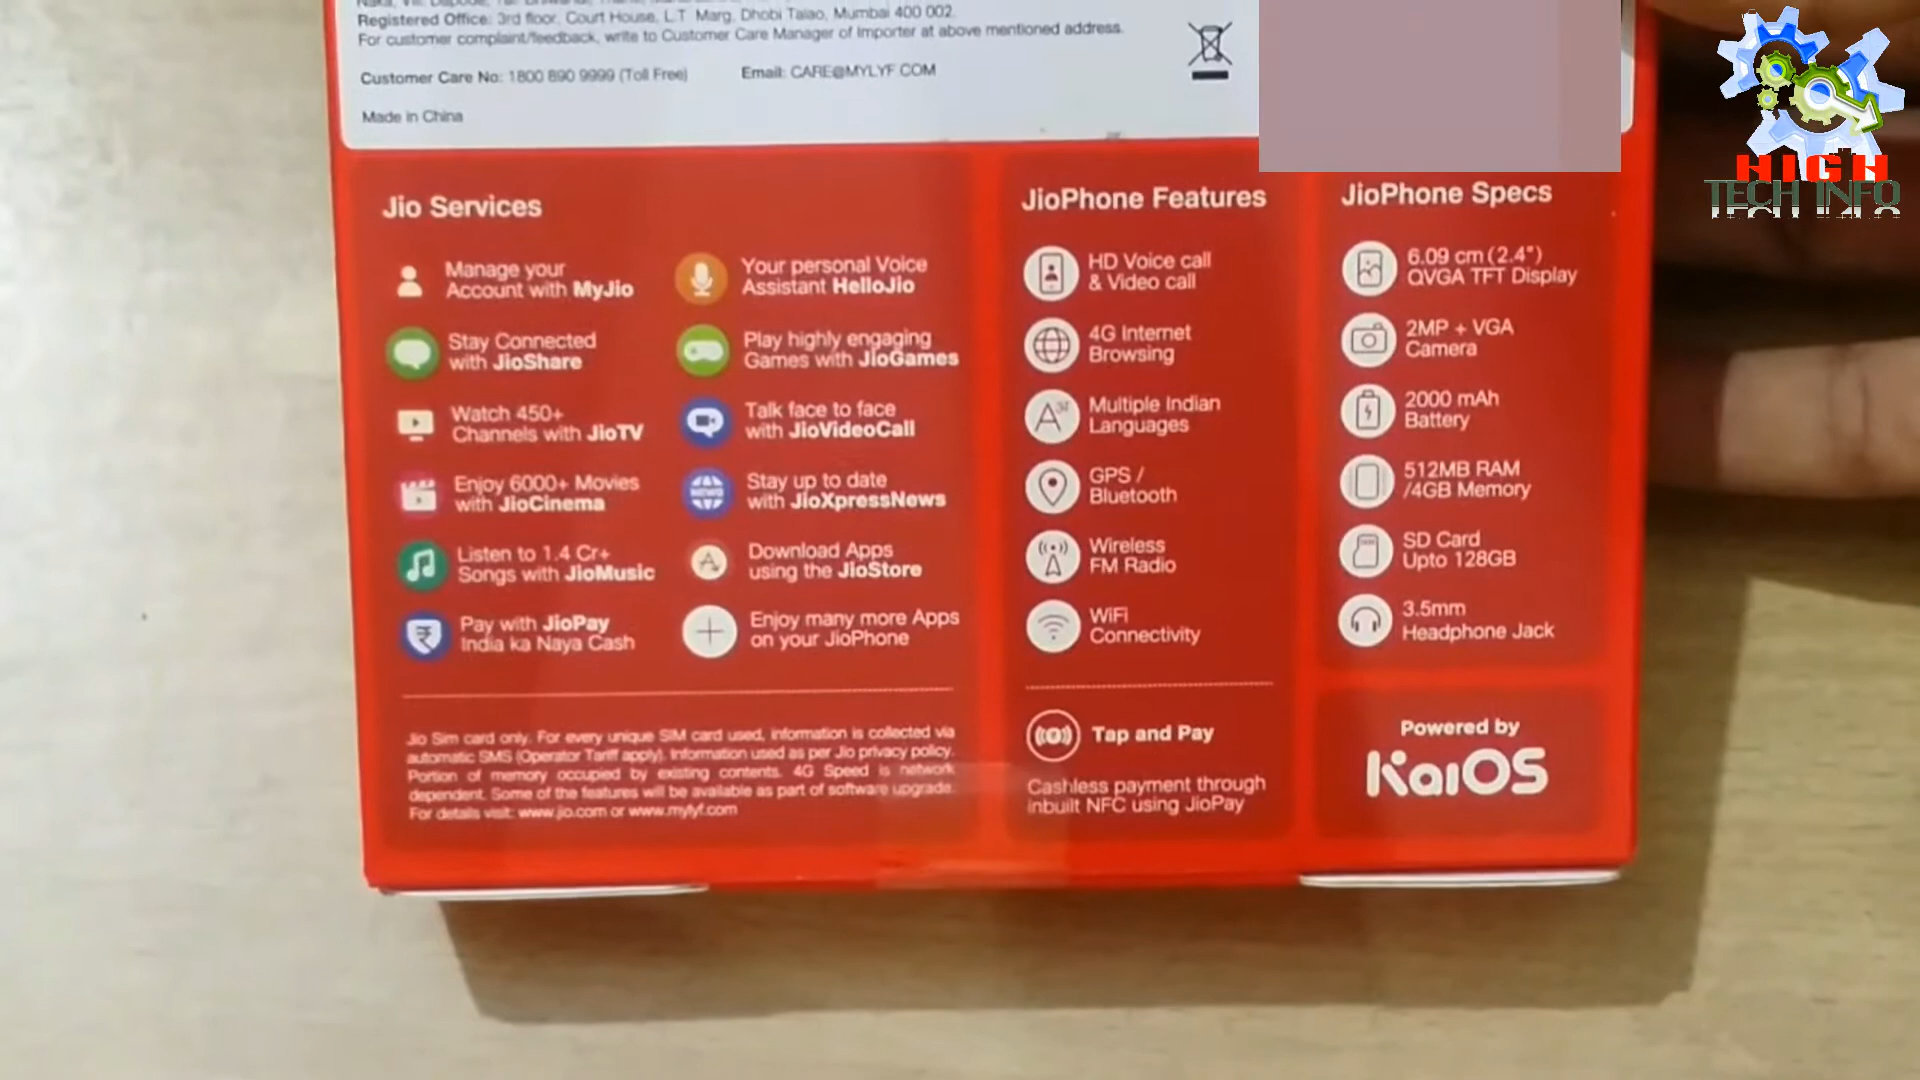 Registered Office: 3rd floor, Court House, L.T. Marg, Dhobi Talao, Mumbai 400 002.
For customer complaint/feedback, write to Customer Care Manager of Importer at above mentioned address.
Customer Care No: 1800 890 9999 (Toll Free) Email: CARE@MYLYF.COM
Made in China
Jio Services
Manage your
Account with MyJio
Stay Connected
with JioShare
Watch 450+
Channels with JioTV
Enjoy 6000+ Movies
with JioCinema
Listen to 1.4 Cr+
Songs with JioMusic
Pay with JioPay
India ka Naya Cash
Your personal Voice
Assistant HelloJio
Play highly engaging
Games with JioGames
Talk face to face
with JioVideoCall
NEWS
Stay up to date
with JioXpressNews
Download Apps
using the JioStore
Enjoy many more Apps
on your JioPhone
Jio Sim card only. For every unique SIM card used, information is collected via
automatic SMS (Operator Tariff apply). Information used as per Jio privacy policy.
Portion of memory occupied by existing contents. 4G Speed is network
dependent. Some of the features will be available as part of software upgrade.
For details visit: www.jio.com or www.mylyf.com
JioPhone Features
HD Voice call
& Video call
4G Internet
Browsing
Multiple Indian
Languages
GPS /
Bluetooth
Wireless
FM Radio
WiFi
Connectivity
Tap and Pay
Cashless payment through
inbuilt NFC using JioPay
JioPhone Specs
6.09 cm (2.4")
QVGA TFT Display
2MP + VGA
Camera
2000 mAh
Battery
512MB RAM
/4GB Memory
SD Card
Upto 128GB
3.5mm
Headphone Jack
Powered by
KaiOS
HIGH
TECH INFO